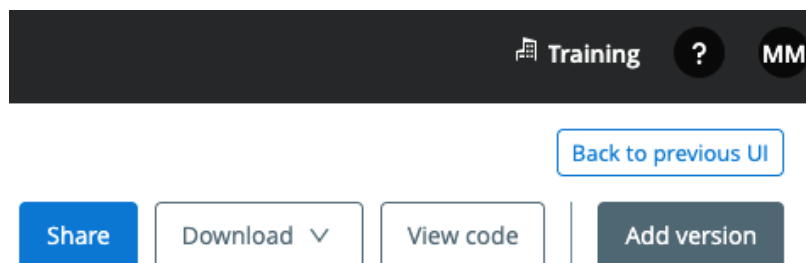 Training ? MM
Back to previous UI
Share Download View code Add version